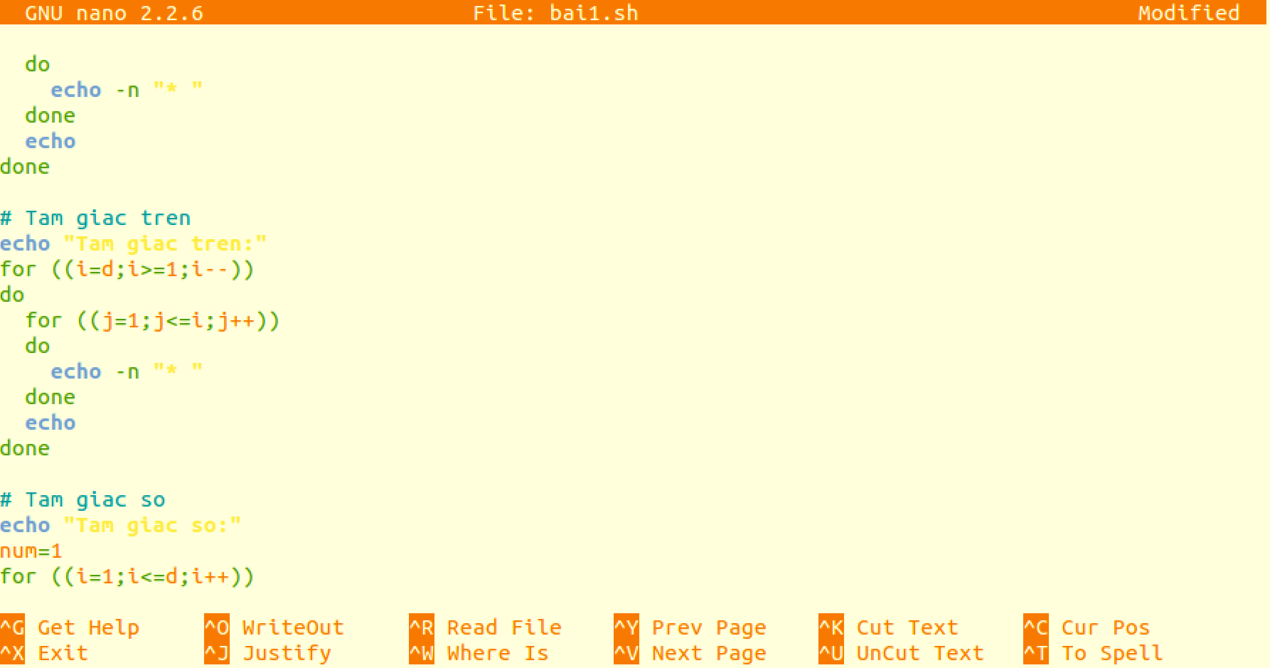 GNU nano 2.2.6 File: bai1.sh Modified
do
echo -n "* "
done
echo
done
# Tam giac tren
echo "Tam giac tren:"
for ((i=d;i>=1;i--))
do
for ((j=1;j<=i;j++))
do
echo -n "* "
done
echo
done
# Tam giac so
echo "Tam giac so:"
num=1
for ((i=1;i<=d;i++))
^G Get Help ^O WriteOut ^R Read File ^Y Prev Page ^K Cut Text ^C Cur Pos
^X Exit ^J Justify ^W Where Is ^V Next Page ^U UnCut Text ^T To Spell